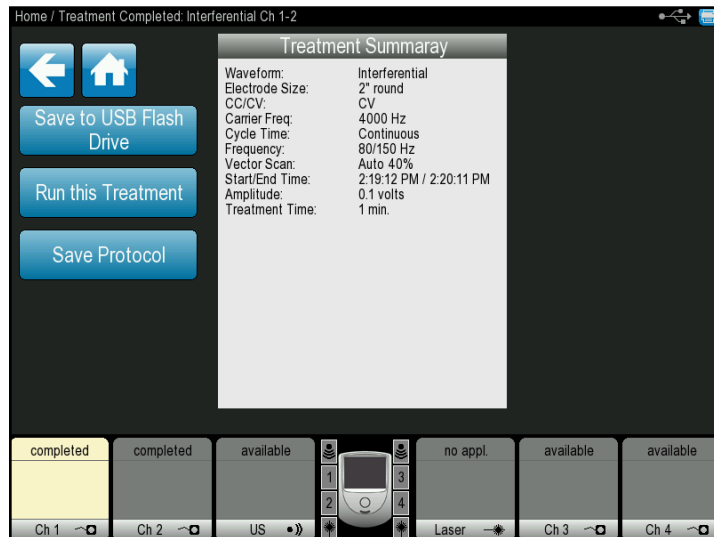 Home / Treatment Completed: Interferential Ch 1-2
Treatment Summaray
Save to USB Flash
Drive
Run this Treatment
Save Protocol
Waveform: Interferential
Electrode Size: 2" round
CC/CV: CV
Carrier Freq: 4000 Hz
Cycle Time: Continuous
Frequency: 80/150 Hz
Vector Scan: Auto 40%
Start/End Time: 2:19:12 PM / 2:20:11 PM
Amplitude: 0.1 volts
Treatment Time: 1 min.
completed completed available no appl. available available
1 3
2 4
Ch 1 Ch 2 US Laser Ch 3 Ch 4